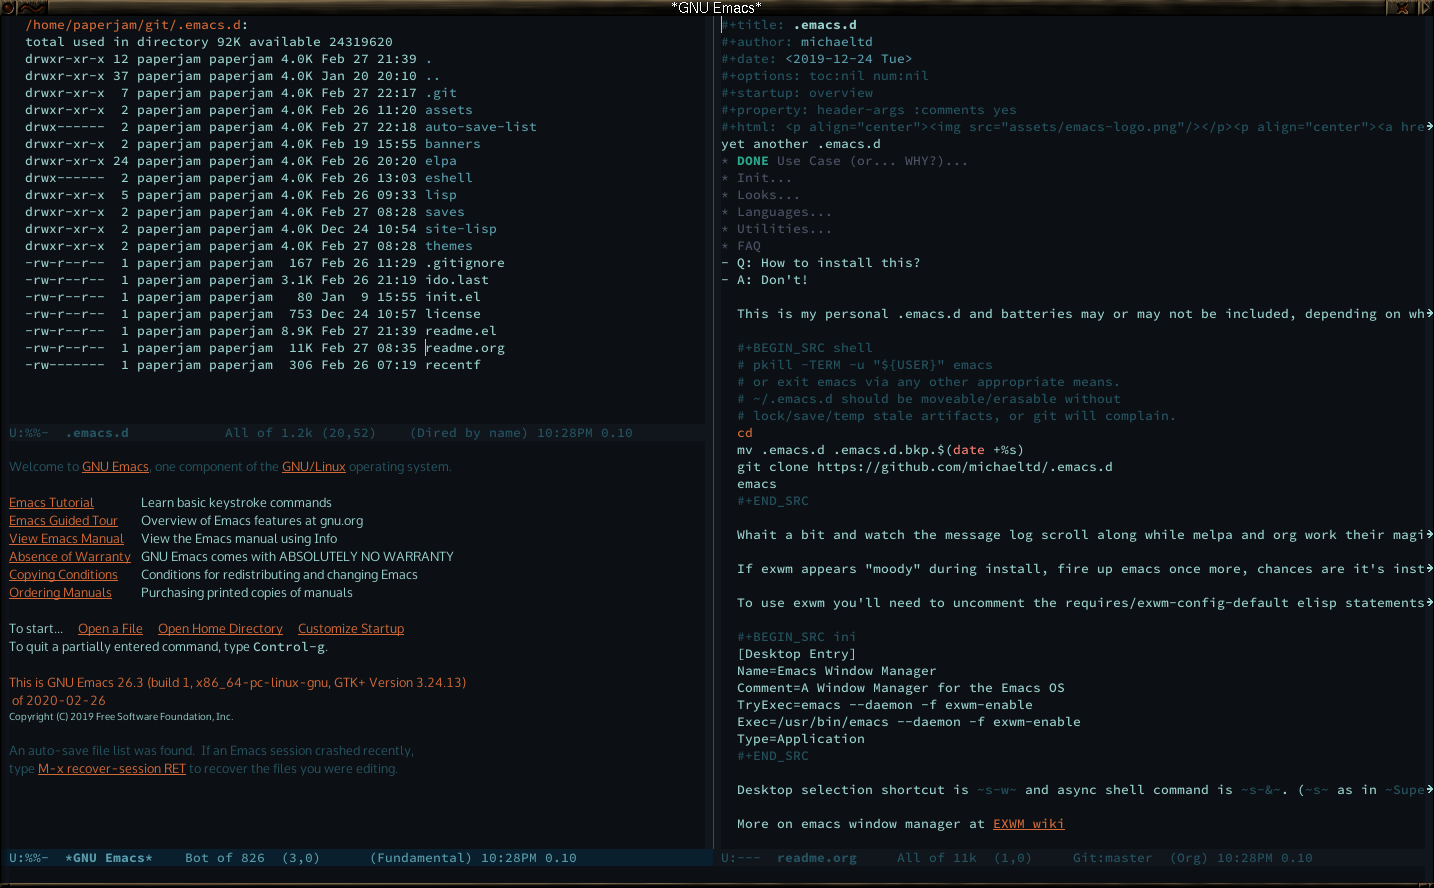 *GNU Emacs*
/home/paperjam/git/.emacs.d:
total used in directory 92K available 24319620
drwxr-xr-x 12 paperjam paperjam 4.0K Feb 27 21:39 .
drwxr-xr-x 37 paperjam paperjam 4.0K Jan 20 20:10 ..
drwxr-xr-x  7 paperjam paperjam 4.0K Feb 27 22:17 .git
drwxr-xr-x  2 paperjam paperjam 4.0K Feb 26 11:20 assets
drwx------  2 paperjam paperjam 4.0K Feb 27 22:18 auto-save-list
drwxr-xr-x  2 paperjam paperjam 4.0K Feb 19 15:55 banners
drwxr-xr-x 24 paperjam paperjam 4.0K Feb 26 20:20 elpa
drwx------  2 paperjam paperjam 4.0K Feb 26 13:03 eshell
drwxr-xr-x  5 paperjam paperjam 4.0K Feb 26 09:33 lisp
drwxr-xr-x  2 paperjam paperjam 4.0K Feb 27 08:28 saves
drwxr-xr-x  2 paperjam paperjam 4.0K Dec 24 10:54 site-lisp
drwxr-xr-x  2 paperjam paperjam 4.0K Feb 27 08:28 themes
-rw-r--r--  1 paperjam paperjam  167 Feb 26 11:29 .gitignore
-rw-r--r--  1 paperjam paperjam 3.1K Feb 26 21:19 ido.last
-rw-r--r--  1 paperjam paperjam   80 Jan  9 15:55 init.el
-rw-r--r--  1 paperjam paperjam  753 Dec 24 10:57 license
-rw-r--r--  1 paperjam paperjam 8.9K Feb 27 21:39 readme.el
-rw-r--r--  1 paperjam paperjam  11K Feb 27 08:35 readme.org
-rw-------  1 paperjam paperjam  306 Feb 26 07:19 recentf
U:%%-  .emacs.d            All of 1.2k (20,52)    (Dired by name) 10:28PM 0.10
Welcome to GNU Emacs, one component of the GNU/Linux operating system.
Emacs Tutorial Learn basic keystroke commands
Emacs Guided Tour Overview of Emacs features at gnu.org
View Emacs Manual View the Emacs manual using Info
Absence of Warranty GNU Emacs comes with ABSOLUTELY NO WARRANTY
Copying Conditions Conditions for redistributing and changing Emacs
Ordering Manuals Purchasing printed copies of manuals
To start... Open a File Open Home Directory Customize Startup
To quit a partially entered command, type Control-g.
This is GNU Emacs 26.3 (build 1, x86_64-pc-linux-gnu, GTK+ Version 3.24.13)
of 2020-02-26
Copyright (C) 2019 Free Software Foundation, Inc.
An auto-save file list was found. If an Emacs session crashed recently,
type M-x recover-session RET to recover the files you were editing.
U:%%-  *GNU Emacs*    Bot of 826  (3,0)      (Fundamental) 10:28PM 0.10
#+title: .emacs.d
#+author: michaeltd
#+date: <2019-12-24 Tue>
#+options: toc:nil num:nil
#+startup: overview
#+property: header-args :comments yes
#+html: <p align="center"><img src="assets/emacs-logo.png"/></p><p align="center"><a hre
yet another .emacs.d
* DONE Use Case (or... WHY?)...
* Init...
* Looks...
* Languages...
* Utilities...
* FAQ
- Q: How to install this?
- A: Don't!
This is my personal .emacs.d and batteries may or may not be included, depending on wh
#+BEGIN_SRC shell
# pkill -TERM -u "${USER}" emacs
# or exit emacs via any other appropriate means.
# ~/.emacs.d should be moveable/erasable without
# lock/save/temp stale artifacts, or git will complain.
cd
mv .emacs.d .emacs.d.bkp.$(date +%s)
git clone https://github.com/michaeltd/.emacs.d
emacs
#+END_SRC
Whait a bit and watch the message log scroll along while melpa and org work their magi
If exwm appears "moody" during install, fire up emacs once more, chances are it's inst
To use exwm you'll need to uncomment the requires/exwm-config-default elisp statements
#+BEGIN_SRC ini
[Desktop Entry]
Name=Emacs Window Manager
Comment=A Window Manager for the Emacs OS
TryExec=emacs --daemon -f exwm-enable
Exec=/usr/bin/emacs --daemon -f exwm-enable
Type=Application
#+END_SRC
Desktop selection shortcut is ~s-w~ and async shell command is ~s-&~. (~s~ as in ~Supe
More on emacs window manager at EXWM wiki
U:---  readme.org     All of 11k  (1,0)     Git:master  (Org) 10:28PM 0.10